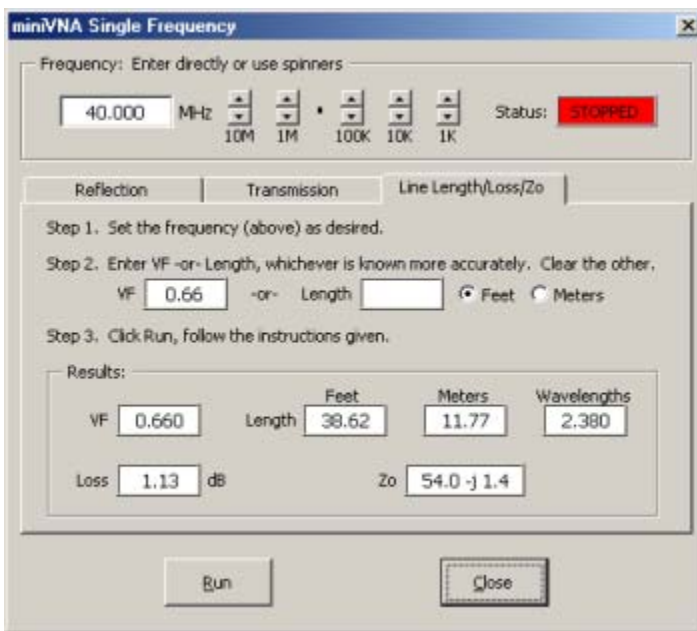 miniVNA Single Frequency
Frequency: Enter directly or use spinners
40.000 MHz 10M 1M • 100K 10K 1K Status: STOPPED
Reflection Transmission Line Length/Loss/Zo
Step 1. Set the frequency (above) as desired.
Step 2. Enter VF -or- Length, whichever is known more accurately. Clear the other.
VF 0.66 -or- Length Feet Meters
Step 3. Click Run, follow the instructions given.
Results:
Feet Meters Wavelengths
VF 0.660 Length 38.62 11.77 2.380
Loss 1.13 dB Zo 54.0 -j 1.4
Run Close